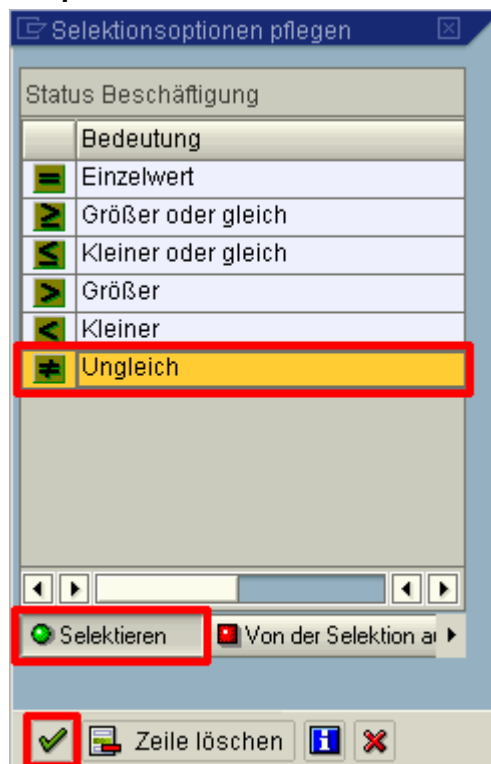 Selektionsoptionen pflegen
Status Beschäftigung
Bedeutung
= Einzelwert
≥ Größer oder gleich
≤ Kleiner oder gleich
> Größer
< Kleiner
≠ Ungleich
Selektieren
Von der Selektion
Zeile löschen